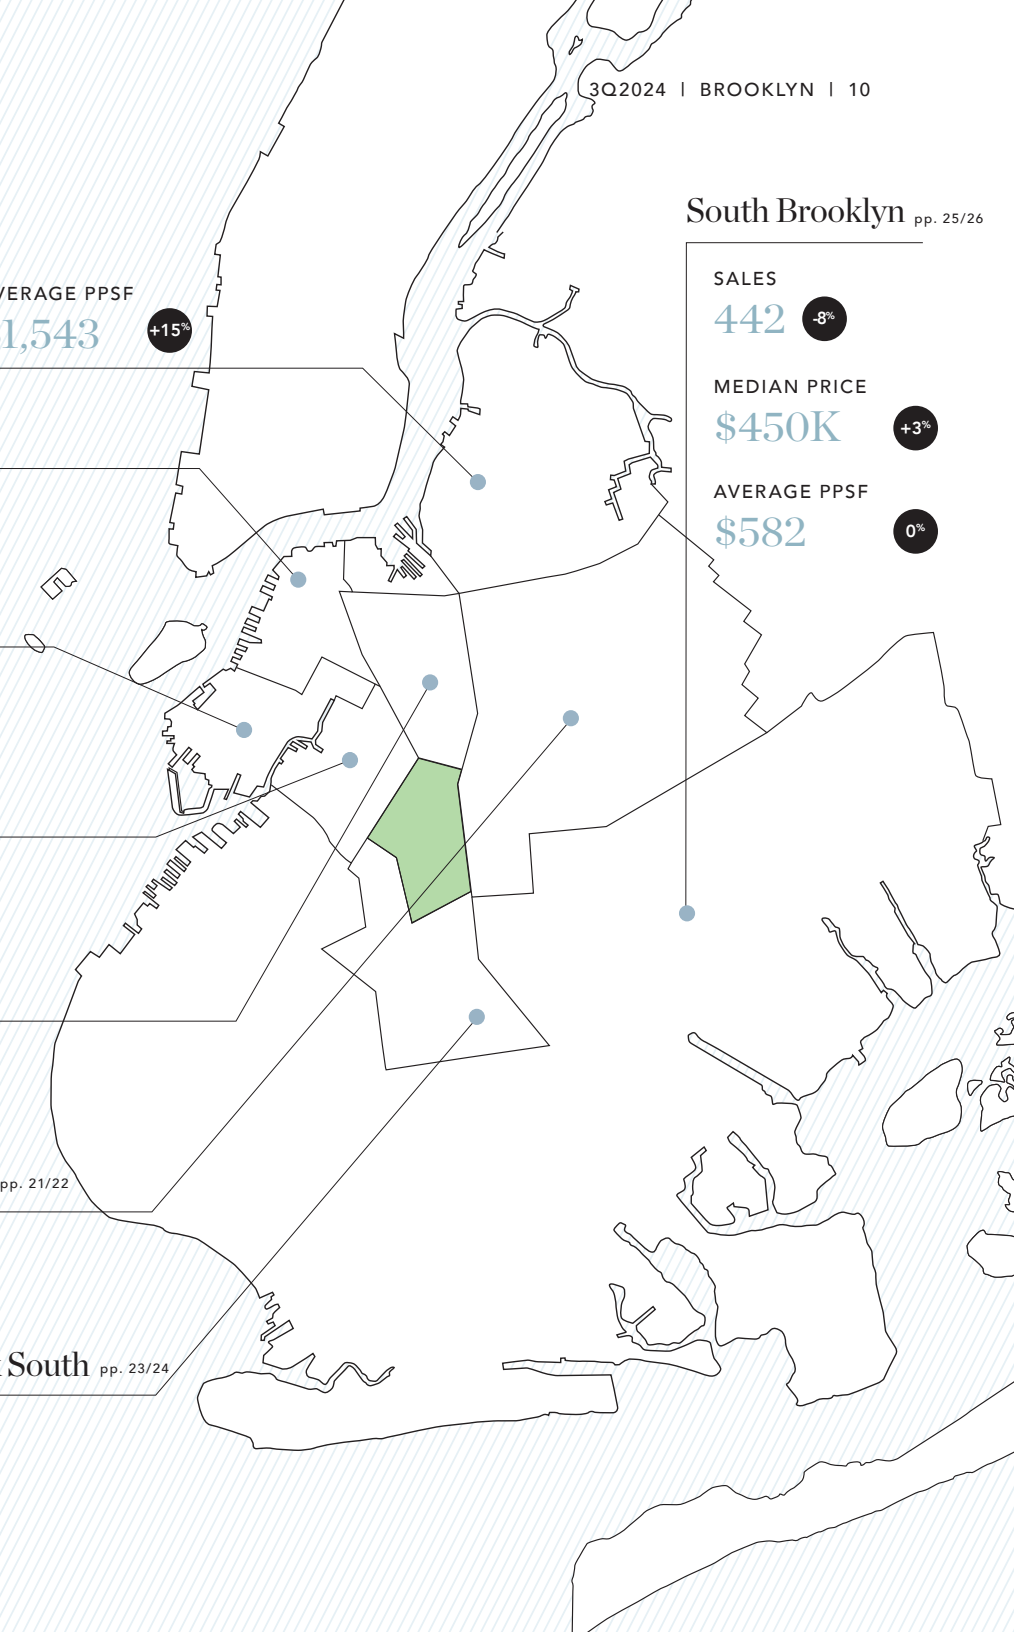 3Q2024 | BROOKLYN | 10
South Brooklyn pp. 25/26
SALES
442 -8%
MEDIAN PRICE
$450K +3%
AVERAGE PPSF
$582 0%
VERAGE PPSF
1,543 +15%
pp. 21/22
South pp. 23/24